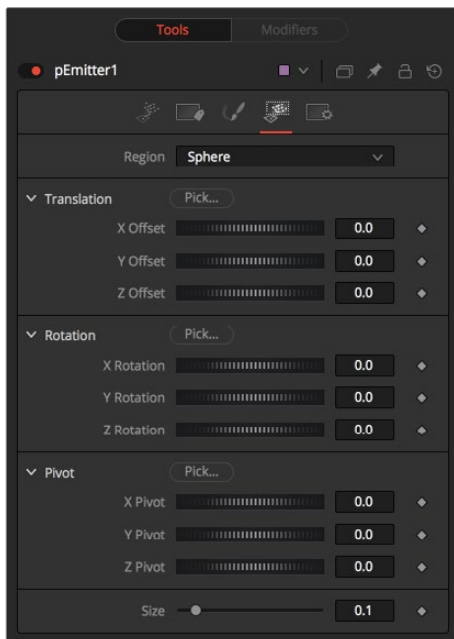 Tools Modifiers
pEmitter1
Region Sphere
Translation Pick...
X Offset 0.0
Y Offset 0.0
Z Offset 0.0
Rotation Pick...
X Rotation 0.0
Y Rotation 0.0
Z Rotation 0.0
Pivot Pick...
X Pivot 0.0
Y Pivot 0.0
Z Pivot 0.0
Size 0.1